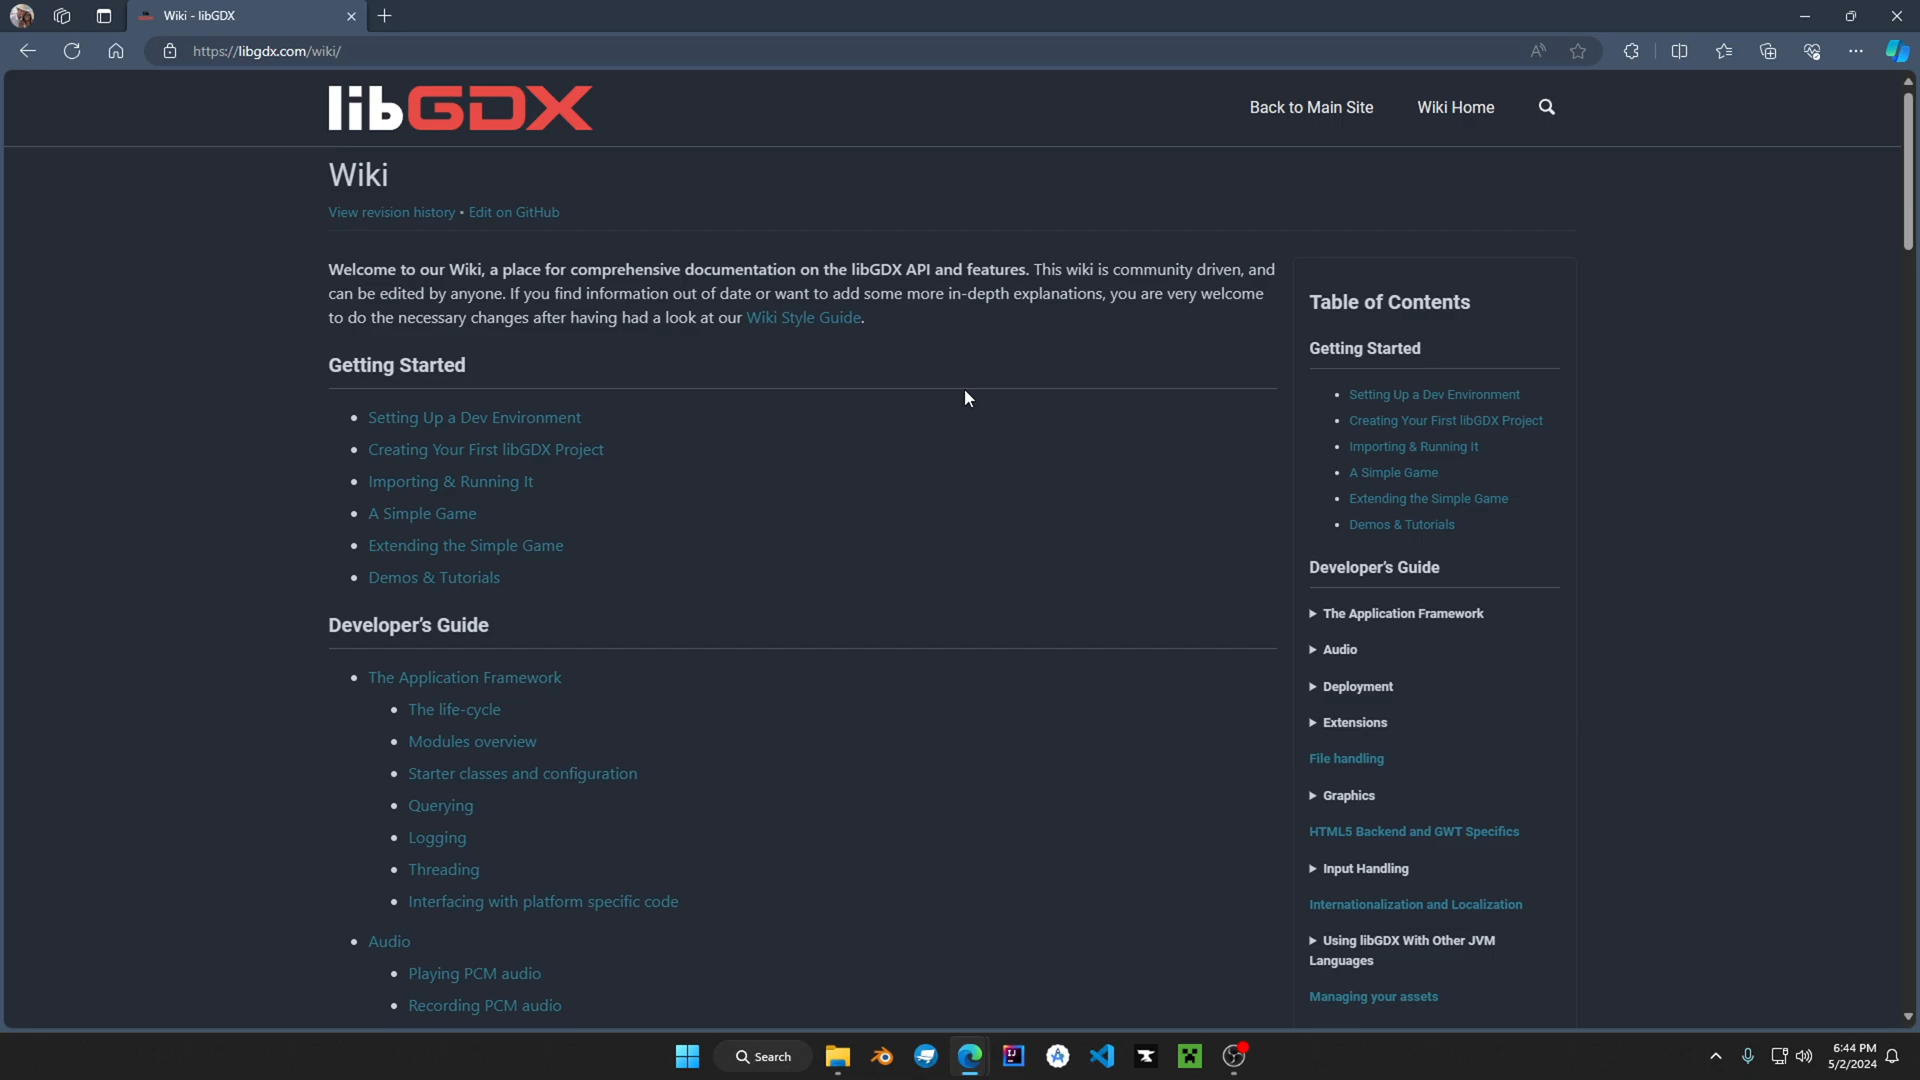 Wiki - libGDX
https://libgdx.com/wiki/
libGDX
Back to Main Site
Wiki Home
Wiki
View revision history • Edit on GitHub
Welcome to our Wiki, a place for comprehensive documentation on the libGDX API and features. This wiki is community driven, and
can be edited by anyone. If you find information out of date or want to add some more in-depth explanations, you are very welcome
to do the necessary changes after having had a look at our Wiki Style Guide.
Getting Started
Setting Up a Dev Environment
Creating Your First libGDX Project
Importing & Running It
A Simple Game
Extending the Simple Game
Demos & Tutorials
Developer's Guide
The Application Framework
The life-cycle
Modules overview
Starter classes and configuration
Querying
Logging
Threading
Interfacing with platform specific code
Audio
Playing PCM audio
Recording PCM audio
Table of Contents
Getting Started
Setting Up a Dev Environment
Creating Your First libGDX Project
Importing & Running It
A Simple Game
Extending the Simple Game
Demos & Tutorials
Developer's Guide
The Application Framework
Audio
Deployment
Extensions
File handling
Graphics
HTML5 Backend and GWT Specifics
Input Handling
Internationalization and Localization
Using libGDX With Other JVM
Languages
Managing your assets
Search
6:44 PM
5/2/2024